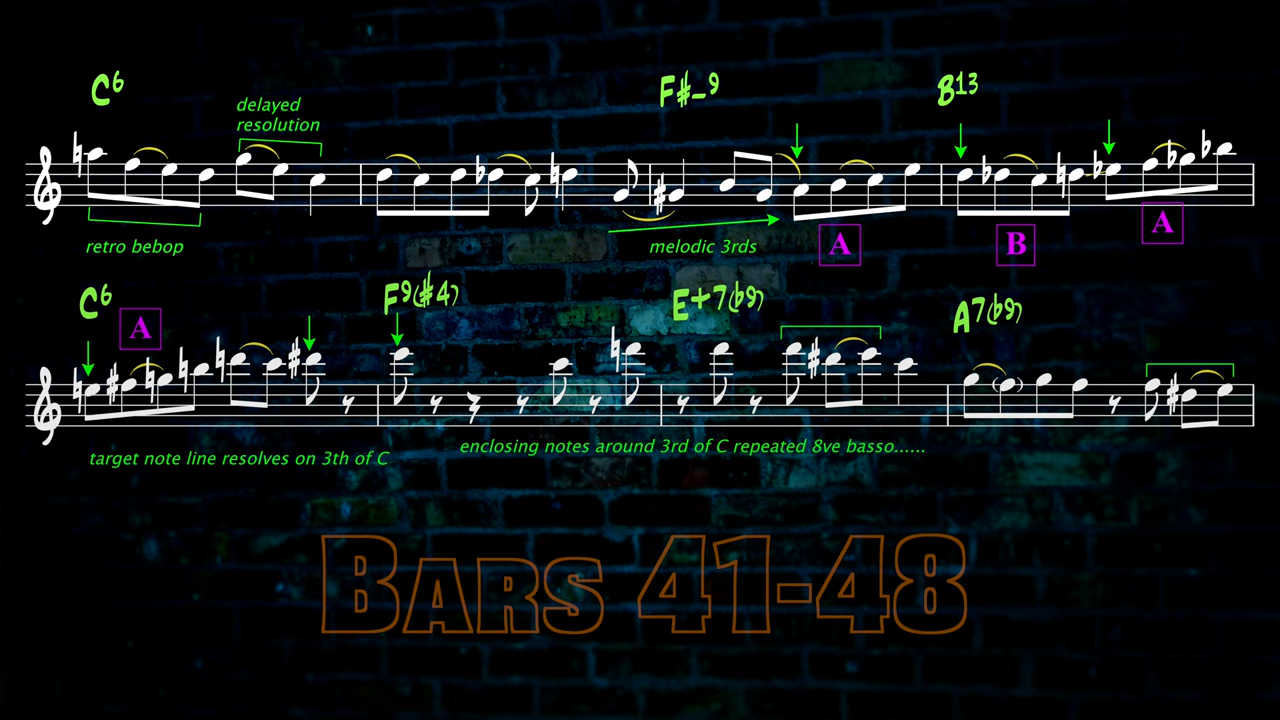 C6 F#-9 B13
delayed
resolution
retro bebop
melodic 3rds
A B A
C6 A F9(#4) E+7(b9) A7(b9)
target note line resolves on 3th of C
enclosing notes around 3rd of C repeated 8ve basso......
Bars 41-48